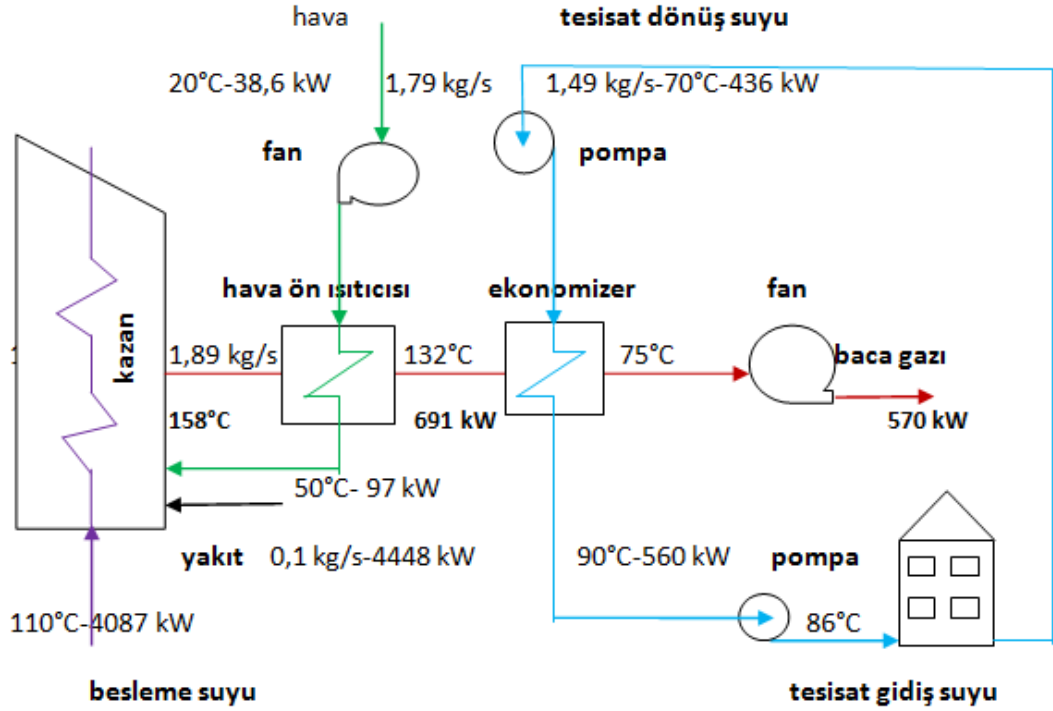 hava
tesisat dönüş suyu
20°C-38,6 kW
1,79 kg/s
1,49 kg/s-70°C-436 kW
fan
pompa
hava ön ısıtıcısı
ekonomizer
fan
kazan
1,89 kg/s
132°C
75°C
baca gazı
158°C
691 kW
570 kW
50°C- 97 kW
yakıt
0,1 kg/s-4448 kW
90°C-560 kW
pompa
110°C-4087 kW
86°C
besleme suyu
tesisat gidiş suyu